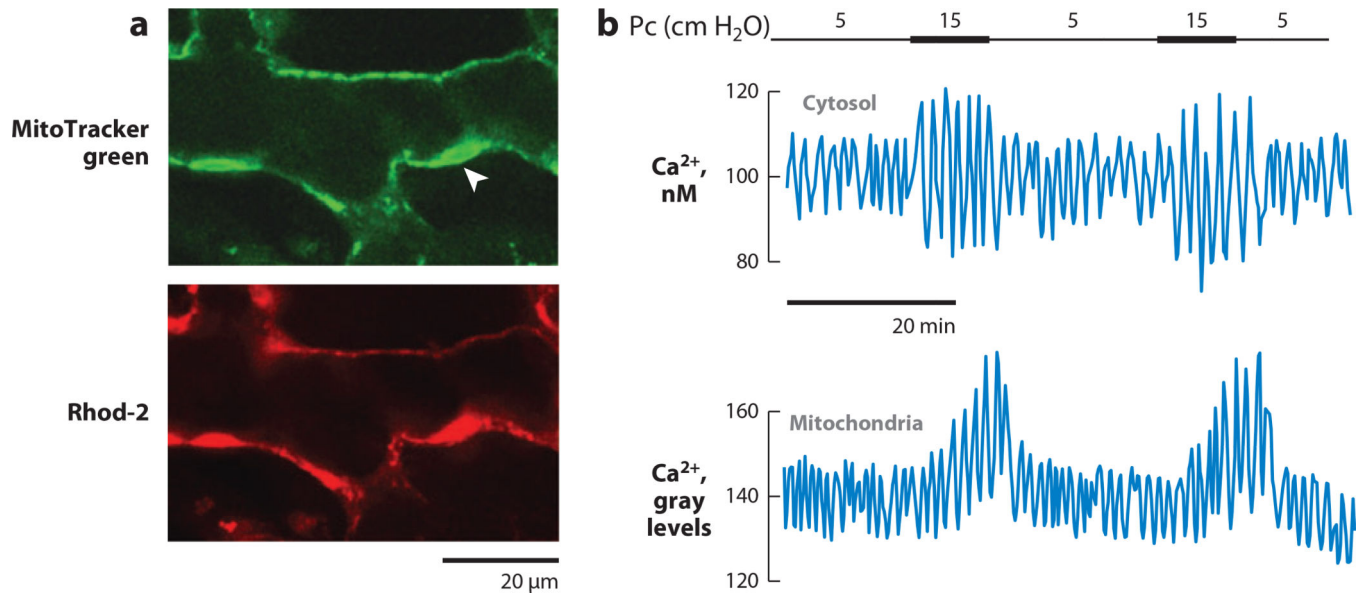 a
MitoTracker
green
Rhod-2
20 µm
b Pc (cm H₂O) 5 15 5 15 5
120
Cytosol
Ca²⁺,
nM
100
80
20 min
160
Mitochondria
Ca²⁺,
gray
levels
140
120